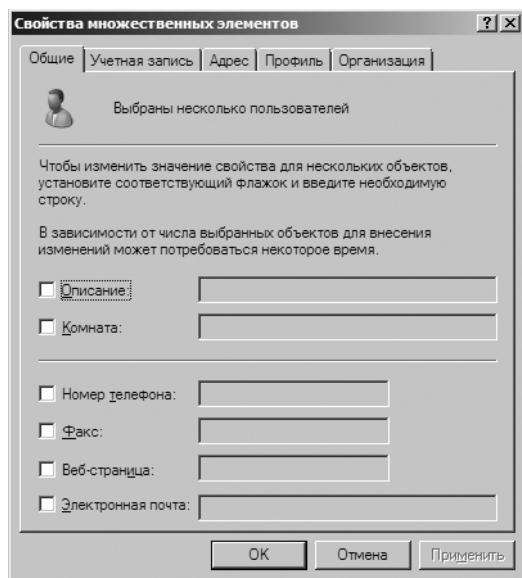 Свойства множественных элементов ? ×
Общие Учетная запись Адрес Профиль Организация
Выбраны несколько пользователей
Чтобы изменить значение свойства для нескольких объектов,
установите соответствующий флажок и введите необходимую
строку.
В зависимости от числа выбранных объектов для внесения
изменений может потребоваться некоторое время.
Описание:
Комната:
Номер телефона:
Факс:
Веб-страница:
Электронная почта:
OK Отмена Применить